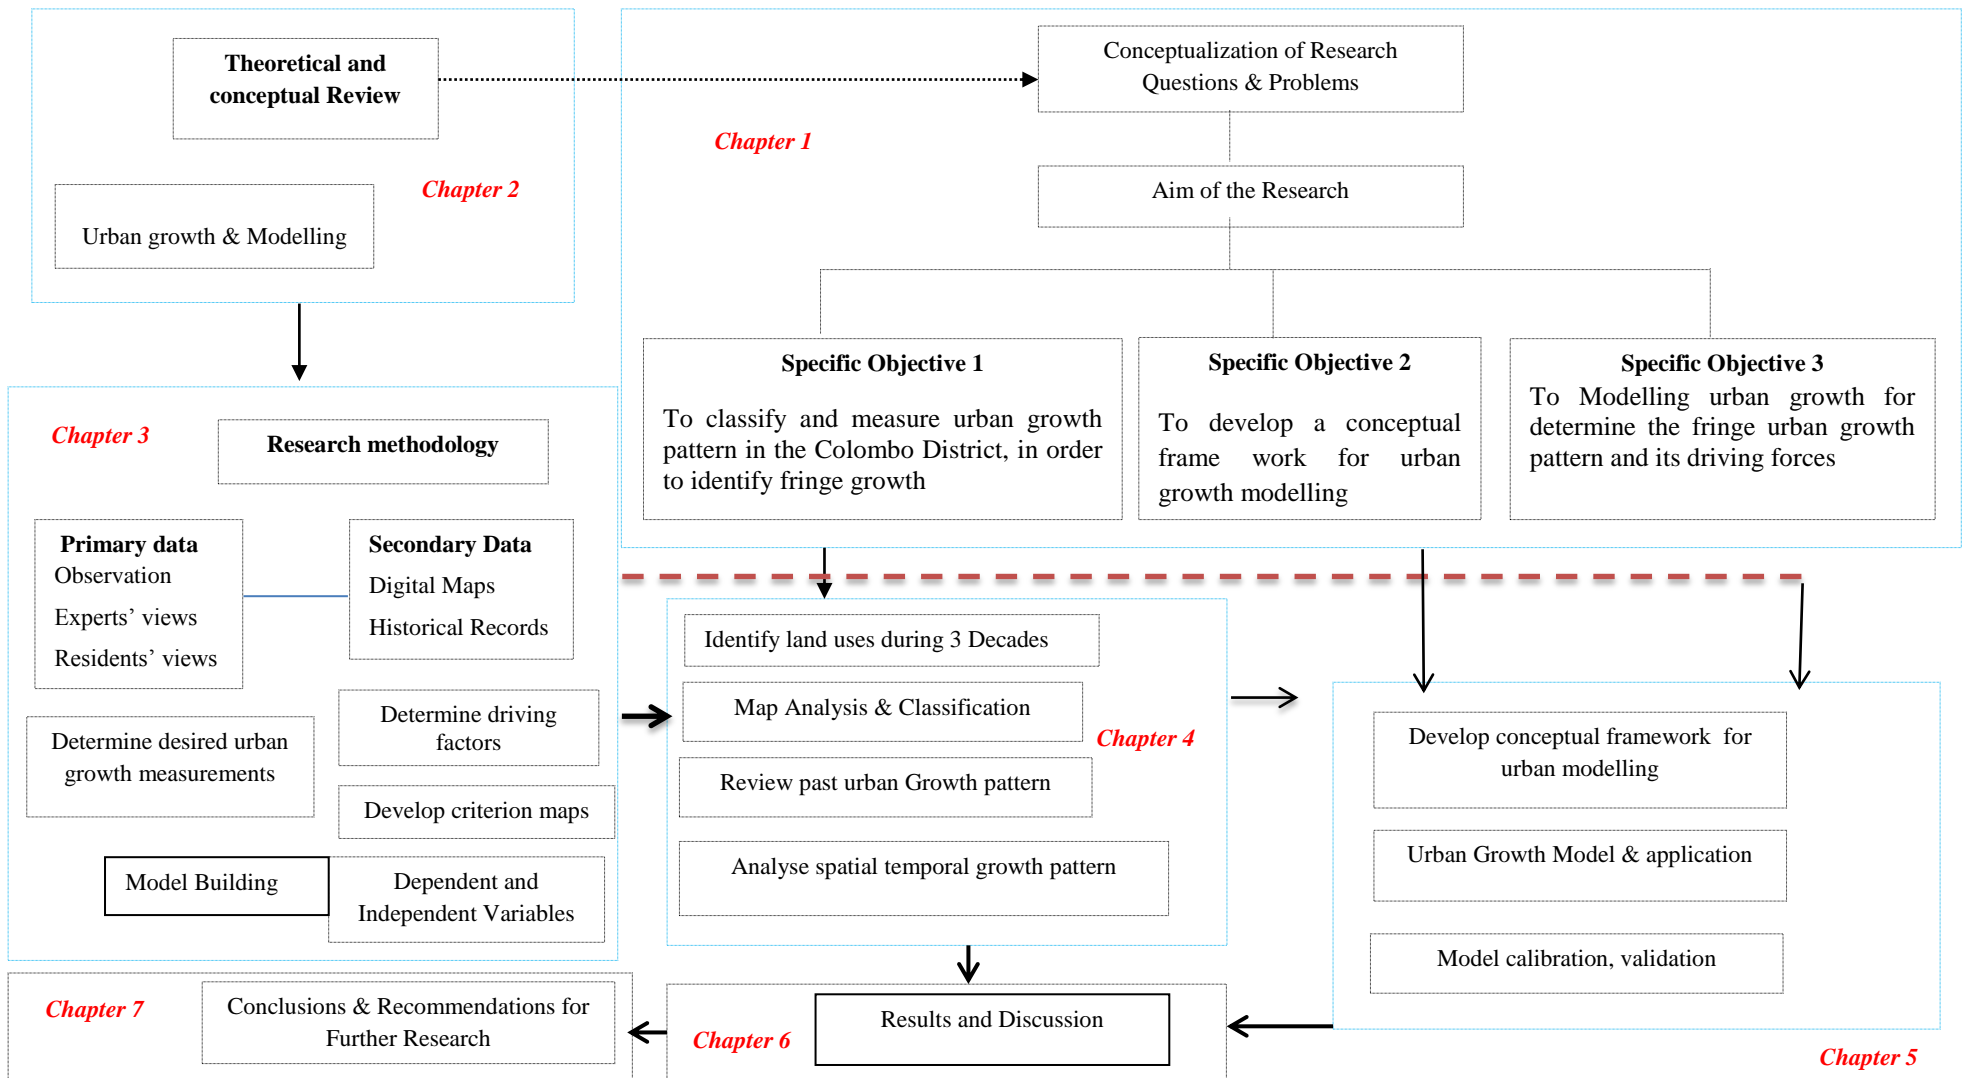 Theoretical and
conceptual Review
Chapter 2
Urban growth & Modelling
Conceptualization of Research
Questions & Problems
Chapter 1
Aim of the Research
Specific Objective 1
To classify and measure urban growth
pattern in the Colombo District, in order
to identify fringe growth
Specific Objective 2
To develop a conceptual
frame work for urban
growth modelling
Specific Objective 3
To Modelling urban growth for
determine the fringe urban growth
pattern and its driving forces
Chapter 3
Research methodology
Primary data
Observation
Experts’ views
Residents’ views
Secondary Data
Digital Maps
Historical Records
Determine desired urban
growth measurements
Determine driving
factors
Develop criterion maps
Model Building
Dependent and
Independent Variables
Identify land uses during 3 Decades
Map Analysis & Classification
Chapter 4
Review past urban Growth pattern
Analyse spatial temporal growth pattern
Develop conceptual framework for
urban modelling
Urban Growth Model & application
Model calibration, validation
Chapter 5
Chapter 6
Results and Discussion
Chapter 7
Conclusions & Recommendations for
Further Research